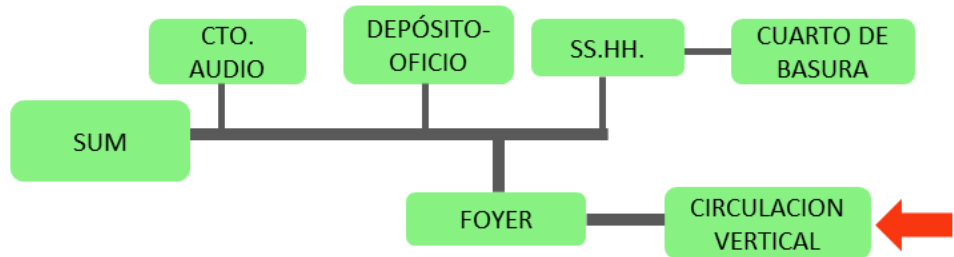 CTO.
AUDIO
DEPÓSITO-
OFICIO
SS.HH.
CUARTO DE
BASURA
SUM
FOYER
CIRCULACION
VERTICAL